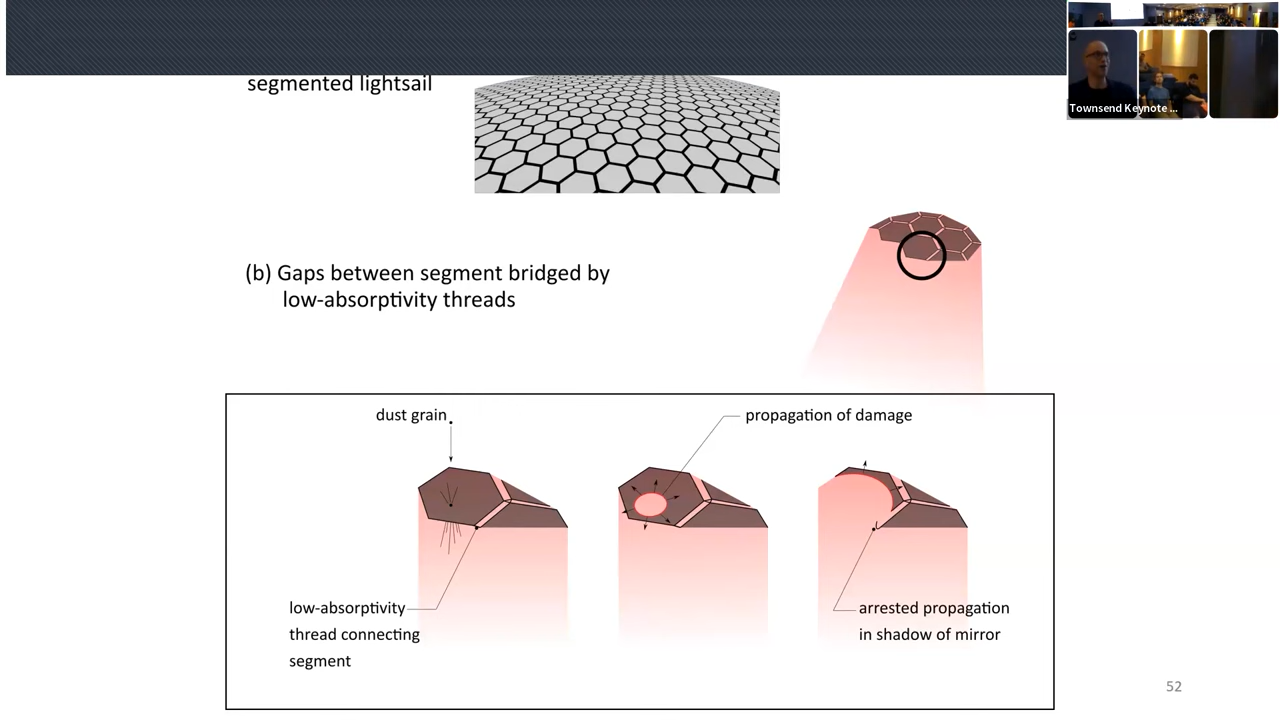 Townsend Keynote ...
segmented lightsail
(b) Gaps between segment bridged by
low-absorptivity threads
dust grain
propagation of damage
low-absorptivity
thread connecting
segment
arrested propagation
in shadow of mirror
52